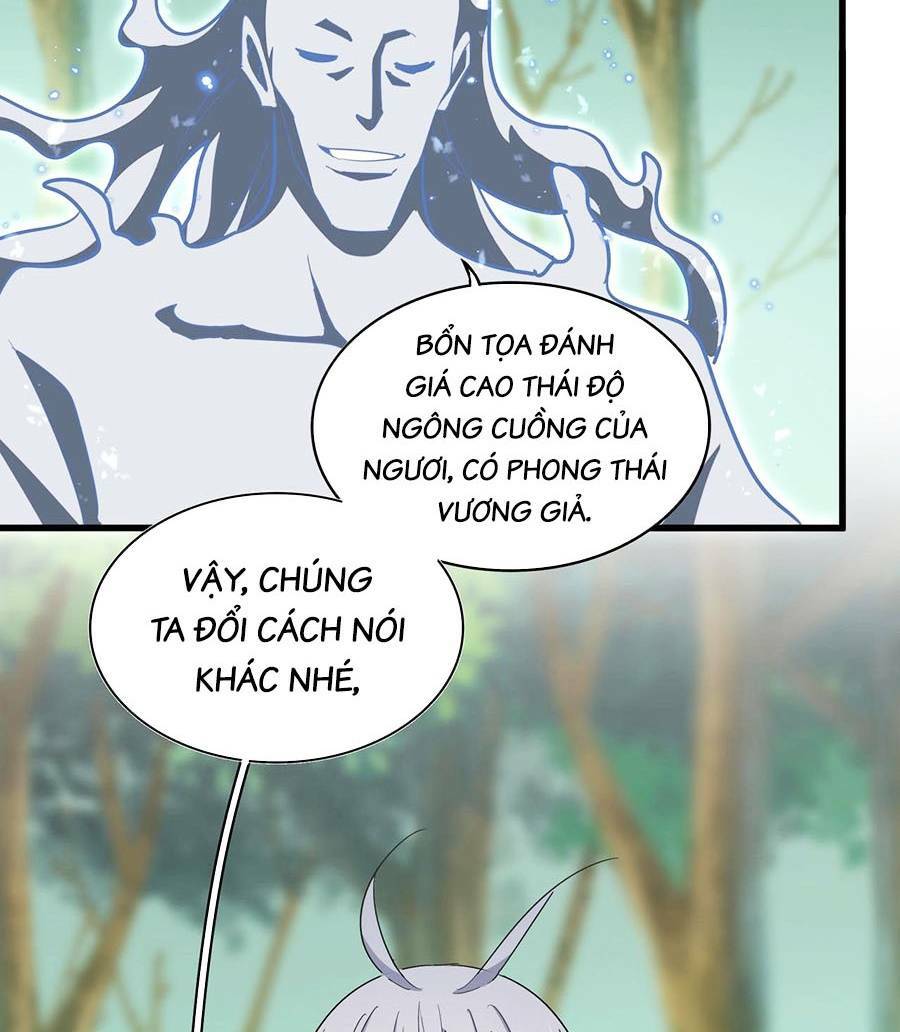 BỔN TỌA ĐÁNH
GIÁ CAO THÁI ĐỘ
NGÔNG CUỒNG CỦA
NGƯƠI, CÓ PHONG THÁI
VƯƠNG GIẢ.
VẬY, CHÚNG
TA ĐỔI CÁCH NÓI
KHÁC NHÉ,